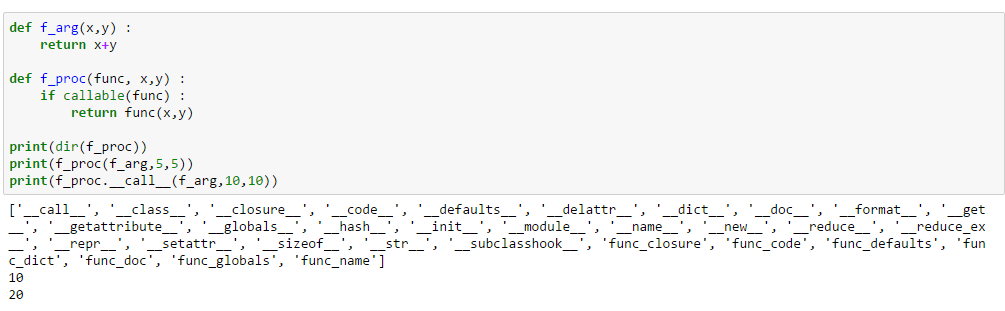 def f_arg(x,y) :
    return x+y
def f_proc(func, x,y) :
    if callable(func) :
        return func(x,y)
print(dir(f_proc))
print(f_proc(f_arg,5,5))
print(f_proc.__call__(f_arg,10,10))
['__call__', '__class__', '__closure__', '__code__', '__defaults__', '__delattr__', '__dict__', '__doc__', '__format__', '__get
__', '__getattribute__', '__globals__', '__hash__', '__init__', '__module__', '__name__', '__new__', '__reduce__', '__reduce_ex
__', '__repr__', '__setattr__', '__sizeof__', '__str__', '__subclasshook__', 'func_closure', 'func_code', 'func_defaults', 'fun
c_dict', 'func_doc', 'func_globals', 'func_name']
10
20